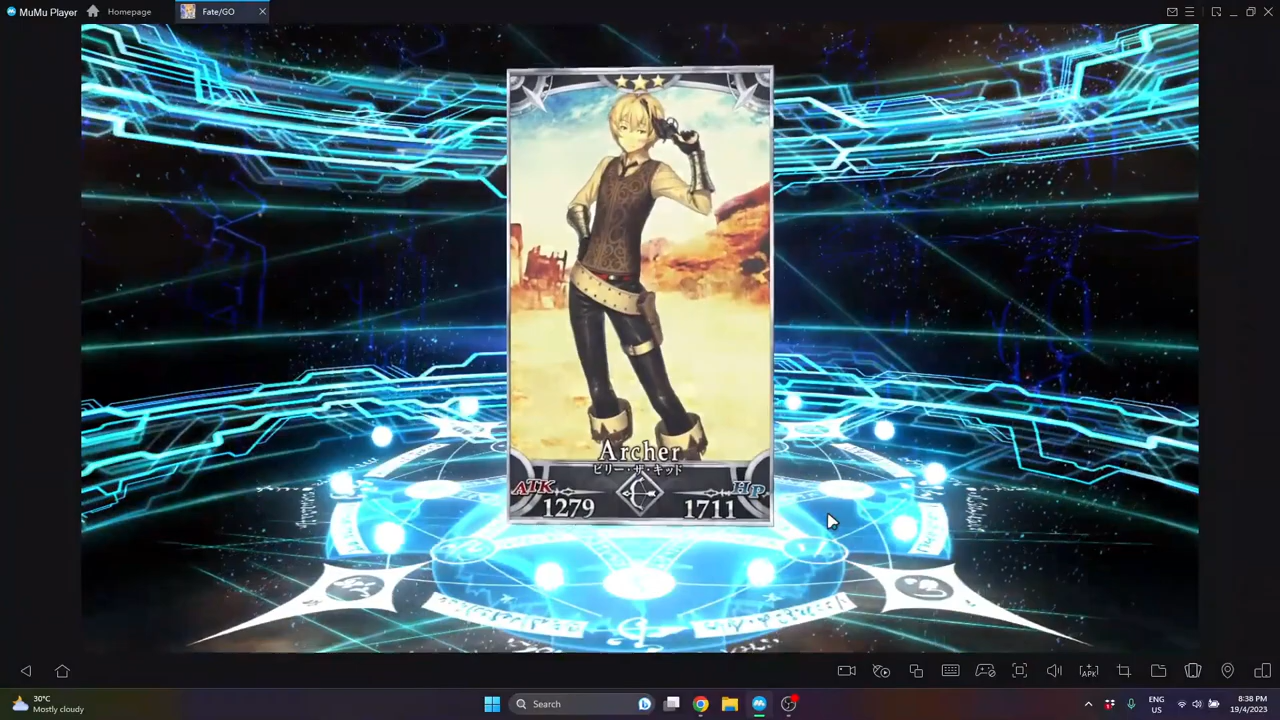 MuMu Player
Homepage
Fate/GO
Archer
ビリー・ザ・キッド
ATK
HP
1279
1711
APK
30°C
Mostly cloudy
Search
ENG
US
8:38 PM
19/4/2023